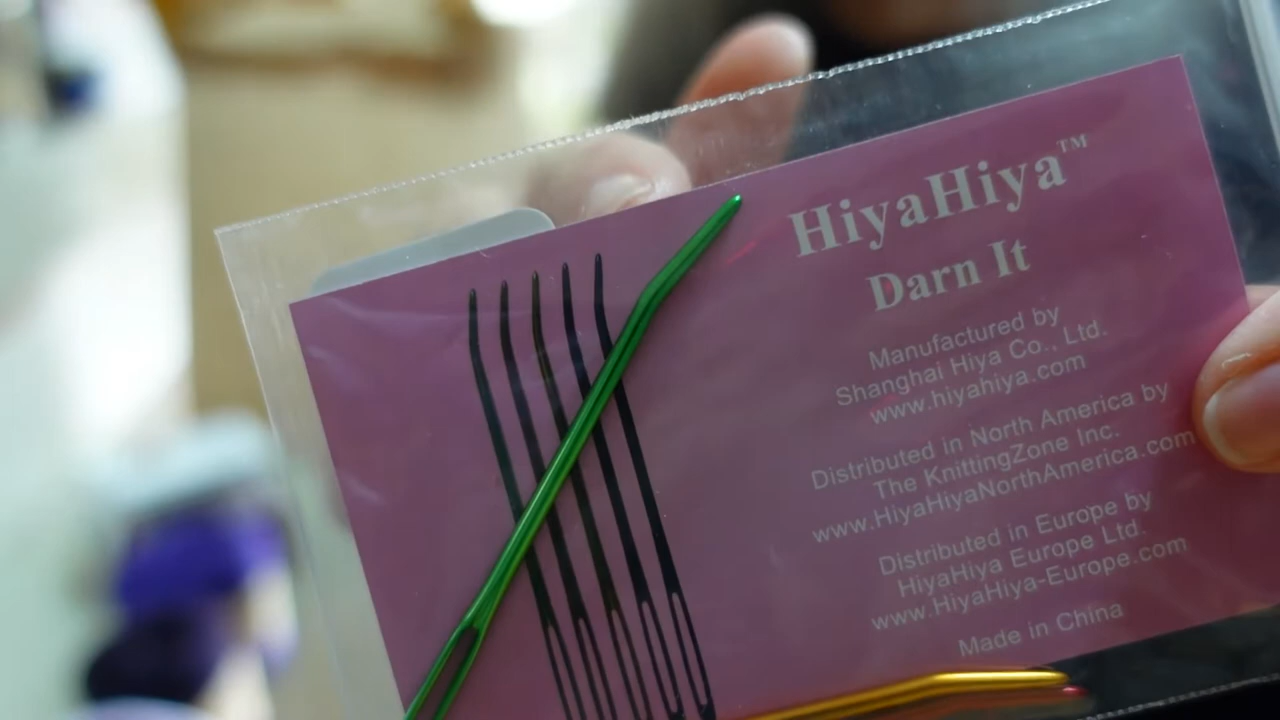 HiyaHiya™
Darn It
Manufactured by
Shanghai Hiya Co., Ltd.
www.hiyahiya.com
Distributed in North America by
The KnittingZone Inc.
www.HiyaHiyaNorthAmerica.com
Distributed in Europe by
HiyaHiya Europe Ltd.
www.HiyaHiya-Europe.com
Made in China